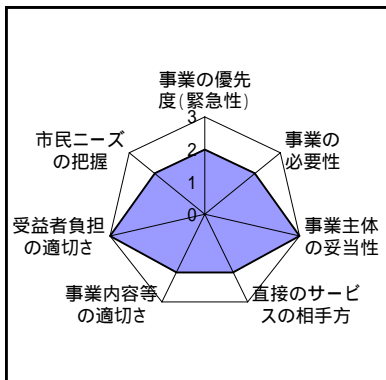 事業の優先
度(緊急性)
3
2
1
0
事業の
必要性
事業主体
の妥当性
直接のサービ
スの相手方
事業内容等
の適切さ
受益者負担
の適切さ
市民ニーズ
の把握